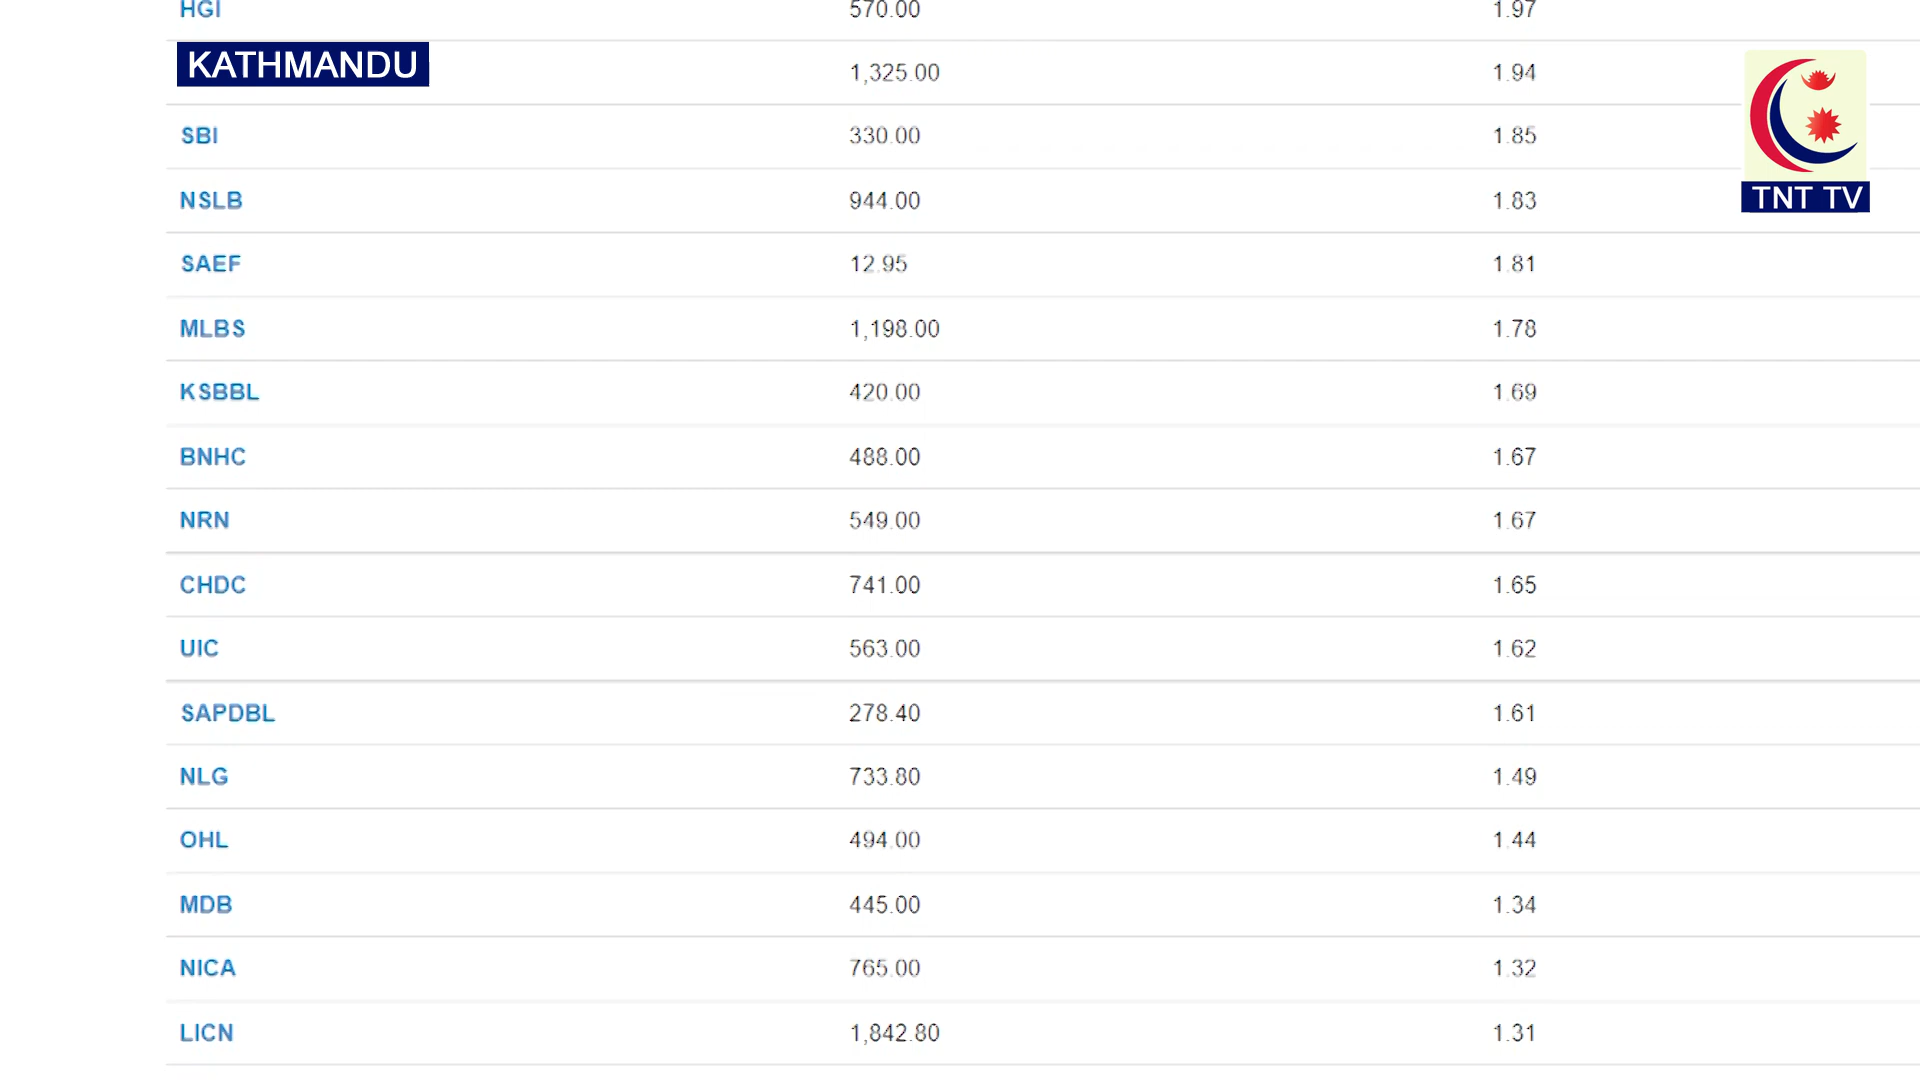 HGI 570.00 1.97
KATHMANDU 1,325.00 1.94
SBI 330.00 1.85
NSLB 944.00 1.83
TNT TV
SAEF 12.95 1.81
MLBS 1,198.00 1.78
KSBBL 420.00 1.69
BNHC 488.00 1.67
NRN 549.00 1.67
CHDC 741.00 1.65
UIC 563.00 1.62
SAPDBL 278.40 1.61
NLG 733.80 1.49
OHL 494.00 1.44
MDB 445.00 1.34
NICA 765.00 1.32
LICN 1,842.80 1.31